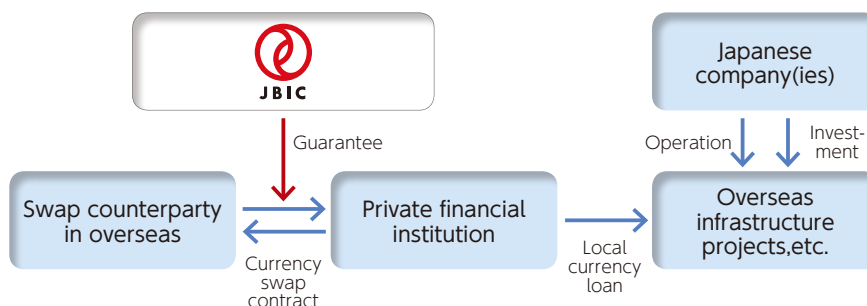 JBIC
Japanese
company(ies)
Guarantee
Operation
Invest-
ment
Swap counterparty
in overseas
Private financial
institution
Overseas
infrastructure
projects,etc.
Currency
swap
contract
Local
currency
loan